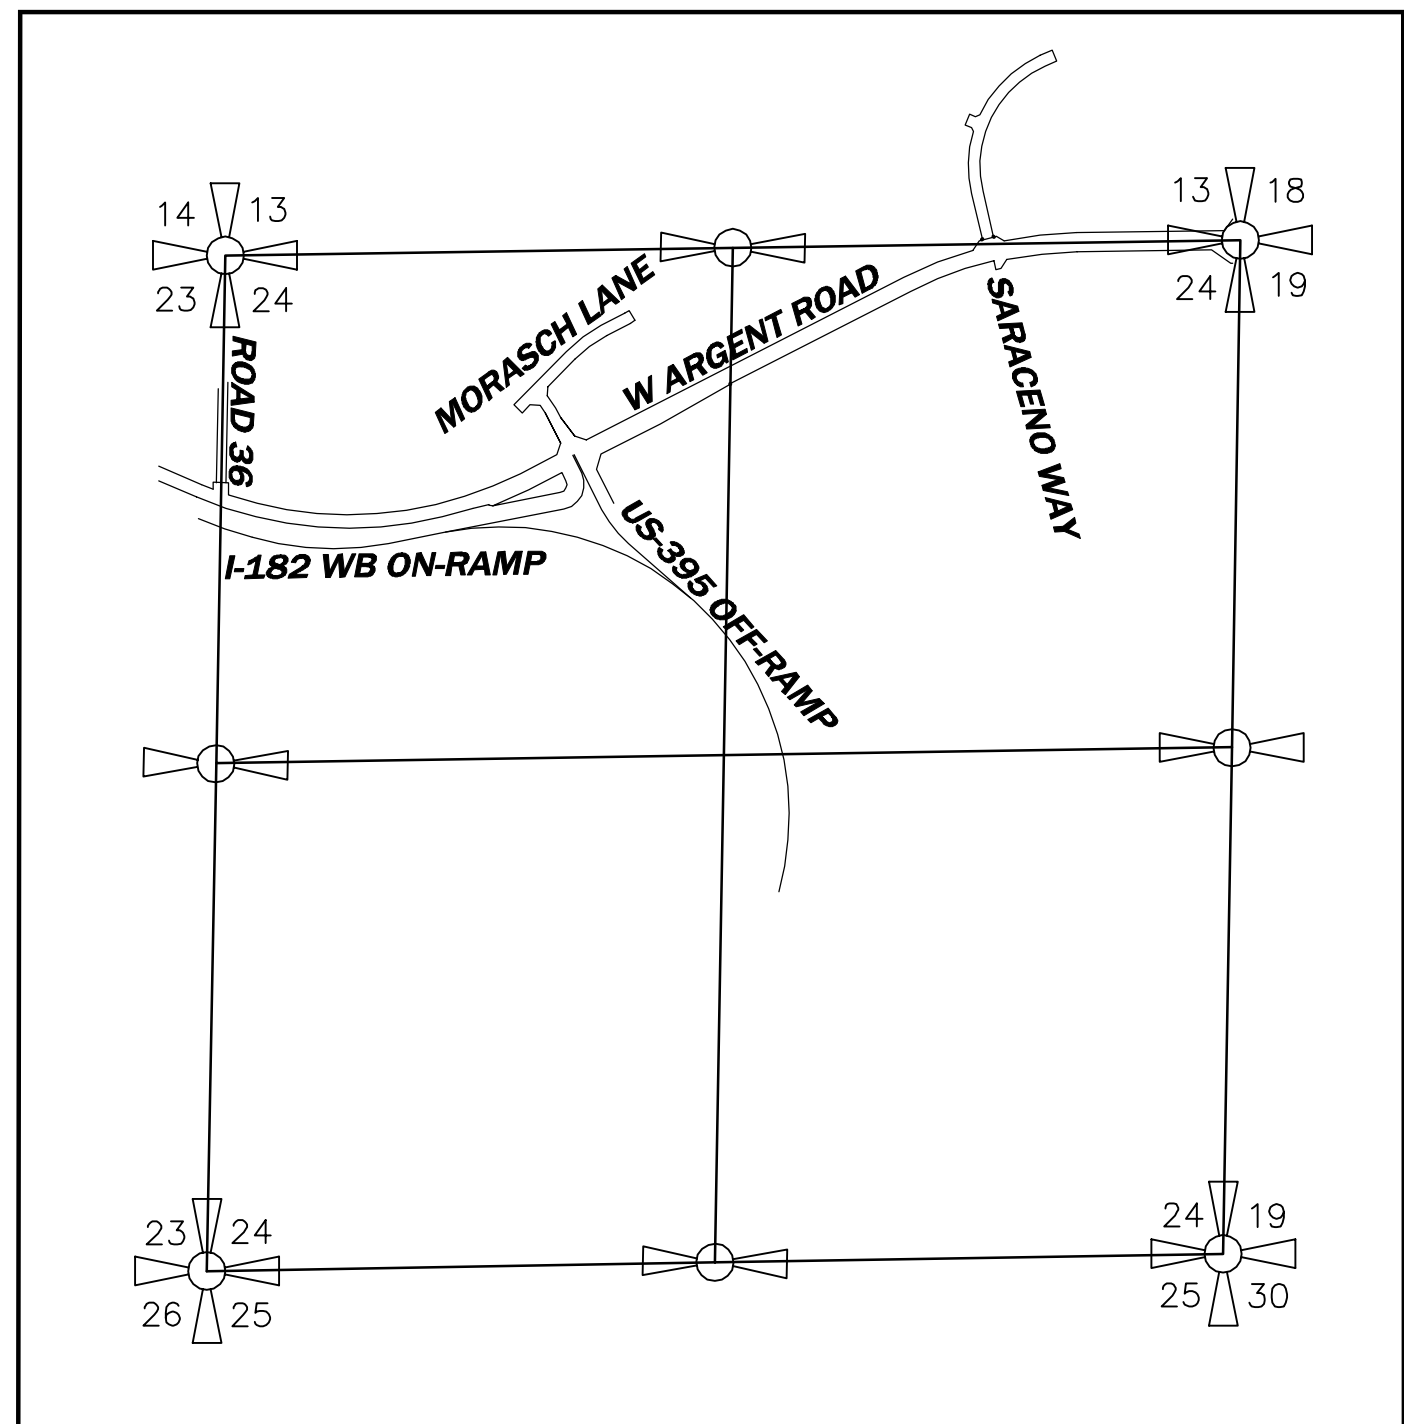 14 13
23 24
13 18
24 19
MORASCH LANE
W ARGENT ROAD
SARACENO WAY
ROAD 36
I-182 WB ON-RAMP
US-395 OFF-RAMP
23 24
26 25
24 19
25 30